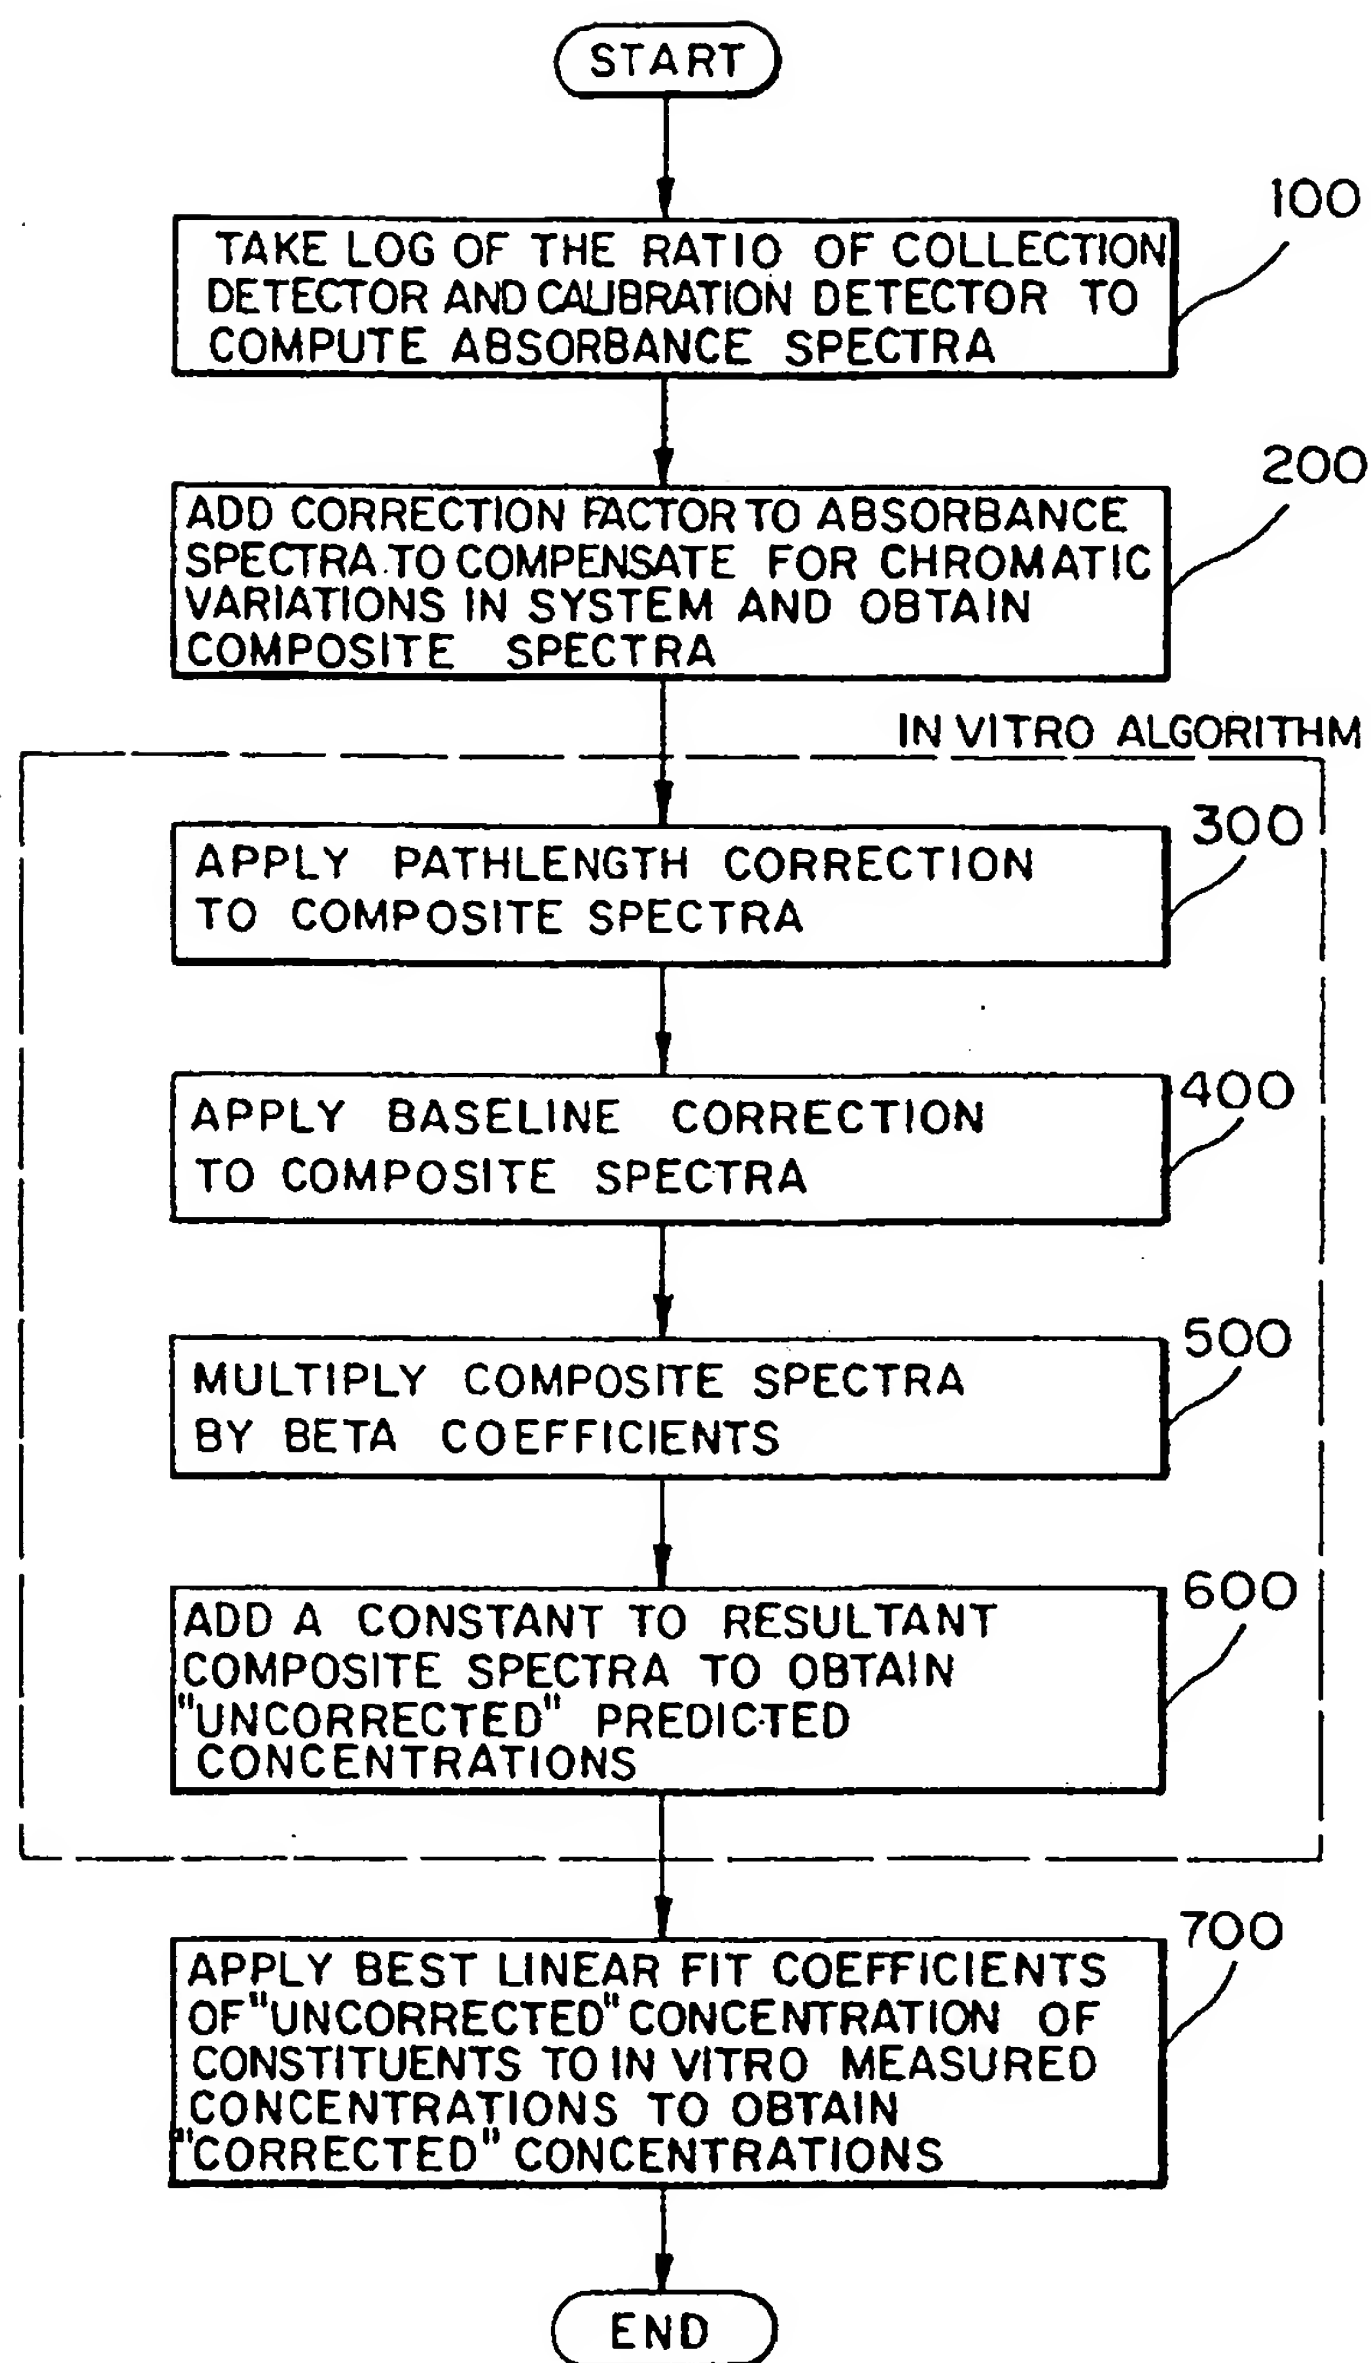 START
100
TAKE LOG OF THE RATIO OF COLLECTION
DETECTOR AND CALIBRATION DETECTOR TO
COMPUTE ABSORBANCE SPECTRA
200
ADD CORRECTION FACTOR TO ABSORBANCE
SPECTRA TO COMPENSATE FOR CHROMATIC
VARIATIONS IN SYSTEM AND OBTAIN
COMPOSITE SPECTRA
IN VITRO ALGORITHM
300
APPLY PATHLENGTH CORRECTION
TO COMPOSITE SPECTRA
400
APPLY BASELINE CORRECTION
TO COMPOSITE SPECTRA
500
MULTIPLY COMPOSITE SPECTRA
BY BETA COEFFICIENTS
600
ADD A CONSTANT TO RESULTANT
COMPOSITE SPECTRA TO OBTAIN
"UNCORRECTED" PREDICTED
CONCENTRATIONS
700
APPLY BEST LINEAR FIT COEFFICIENTS
OF "UNCORRECTED" CONCENTRATION OF
CONSTITUENTS TO IN VITRO MEASURED
CONCENTRATIONS TO OBTAIN
"CORRECTED" CONCENTRATIONS
END